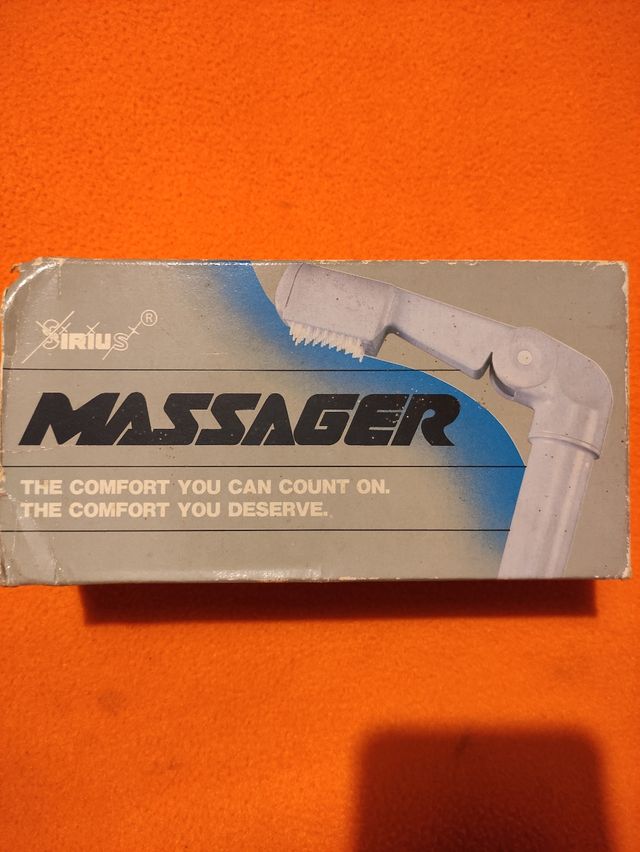 SIRIUS®
MASSAGER
THE COMFORT YOU CAN COUNT ON.
THE COMFORT YOU DESERVE.